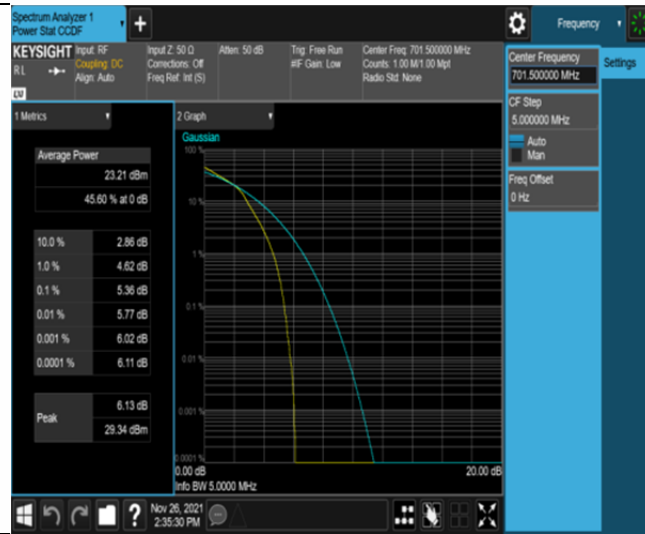 Spectrum Analyzer 1
Power Stat CCDF
Frequency
KEYSIGHT
RL
Input: RF
Coupling: DC
Align: Auto
Input Z: 50 Ω
Corrections: Off
Freq Ref: Int (S)
Atten: 50 dB
Trig: Free Run
#IF Gain: Low
Center Freq: 701.500000 MHz
Counts: 1.00 M/1.00 Mpt
Radio Std: None
LXI
1 Metrics
Average Power
23.21 dBm
45.60 % at 0 dB
10.0 % 2.86 dB
1.0 % 4.62 dB
0.1 % 5.36 dB
0.01 % 5.77 dB
0.001 % 6.02 dB
0.0001 % 6.11 dB
Peak
6.13 dB
29.34 dBm
2 Graph
Gaussian
100 %
10 %
1 %
0.1 %
0.01 %
0.001 %
0.0001 %
0.00 dB
20.00 dB
Info BW 5.0000 MHz
Center Frequency
701.500000 MHz
Settings
CF Step
5.000000 MHz
Auto
Man
Freq Offset
0 Hz
?
Nov 26, 2021
2:35:30 PM